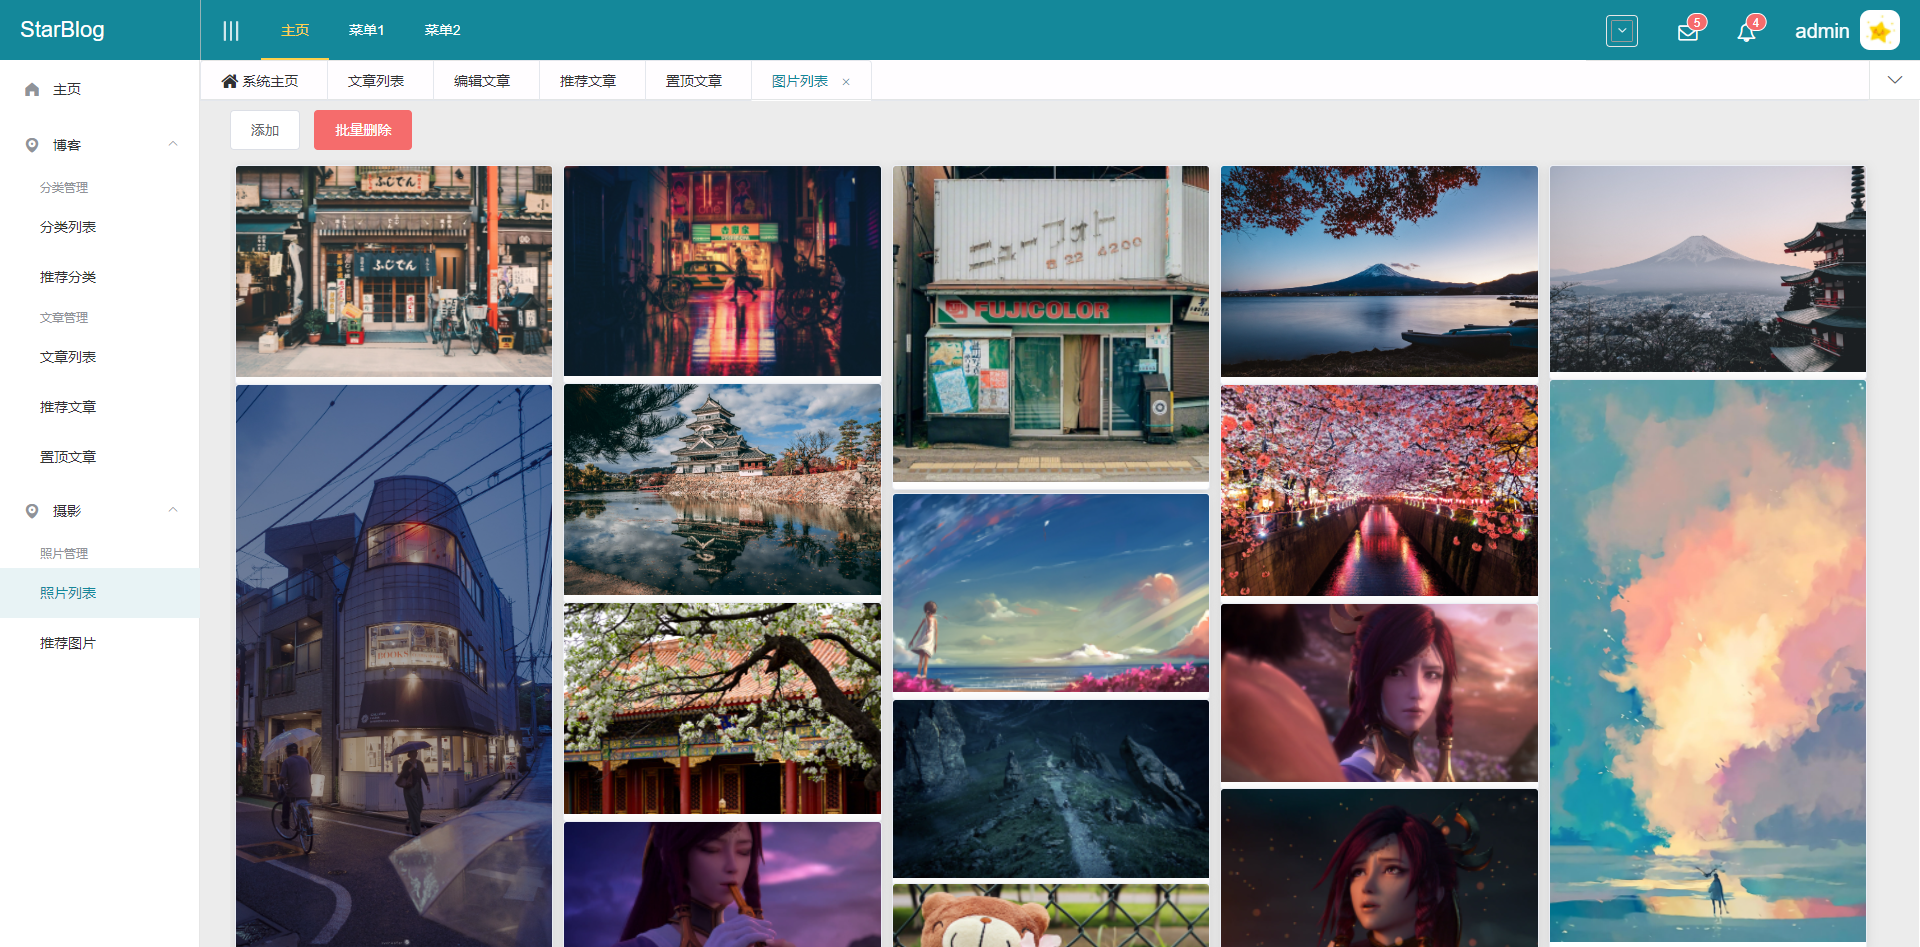 StarBlog
主页
菜单1
菜单2
5
4
admin
系统主页
文章列表
编辑文章
推荐文章
置顶文章
图片列表
主页
博客
分类管理
分类列表
推荐分类
文章管理
文章列表
推荐文章
置顶文章
摄影
照片管理
照片列表
推荐图片
添加
批量删除
ふじでん
ふじでん
吉野家
ニューフォト
22 4200
FUJICOLOR
BOOKS